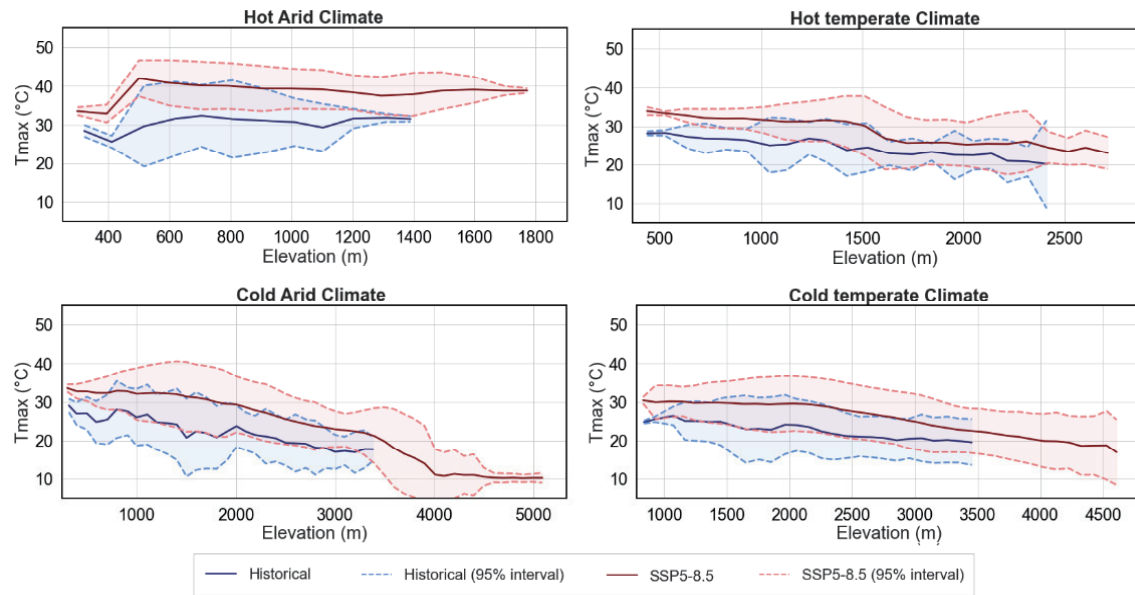 Hot Arid Climate
Tmax (°C)
50
40
30
20
10
400 600 800 1000 1200 1400 1600 1800
Elevation (m)
Hot temperate Climate
Tmax (°C)
50
40
30
20
10
500 1000 1500 2000 2500
Elevation (m)
Cold Arid Climate
Tmax (°C)
50
40
30
20
10
1000 2000 3000 4000 5000
Elevation (m)
Cold temperate Climate
Tmax (°C)
50
40
30
20
10
1000 1500 2000 2500 3000 3500 4000 4500
Elevation (m)
Historical Historical (95% interval) SSP5-8.5 SSP5-8.5 (95% interval)